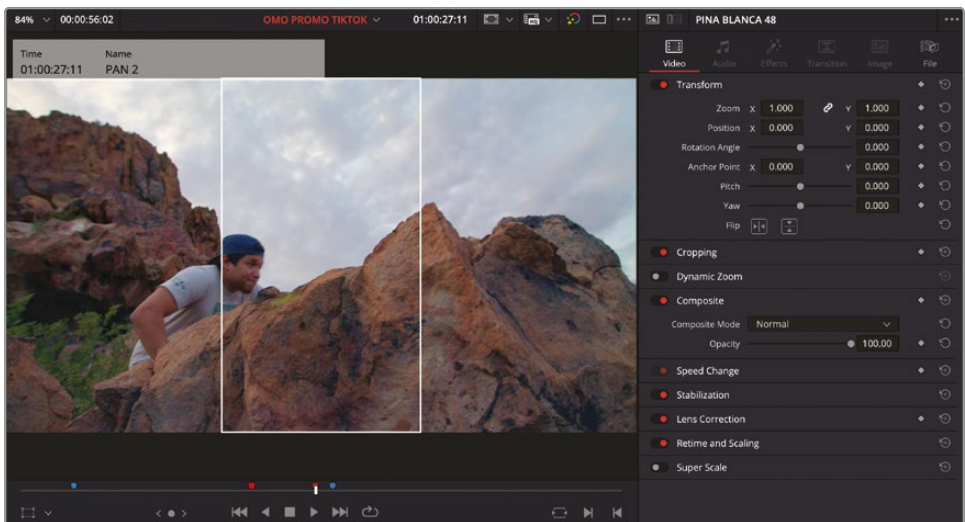 84% 00:00:56:02 OMO PROMO TIKTOK 01:00:27:11 PINA BLANCA 48
Time Name
01:00:27:11 PAN 2
Video Audio Effects Transition Image File
Transform
Zoom X 1.000 Y 1.000
Position X 0.000 Y 0.000
Rotation Angle 0.000
Anchor Point X 0.000 Y 0.000
Pitch 0.000
Yaw 0.000
Flip
Cropping
Dynamic Zoom
Composite
Composite Mode Normal
Opacity 100.00
Speed Change
Stabilization
Lens Correction
Retime and Scaling
Super Scale